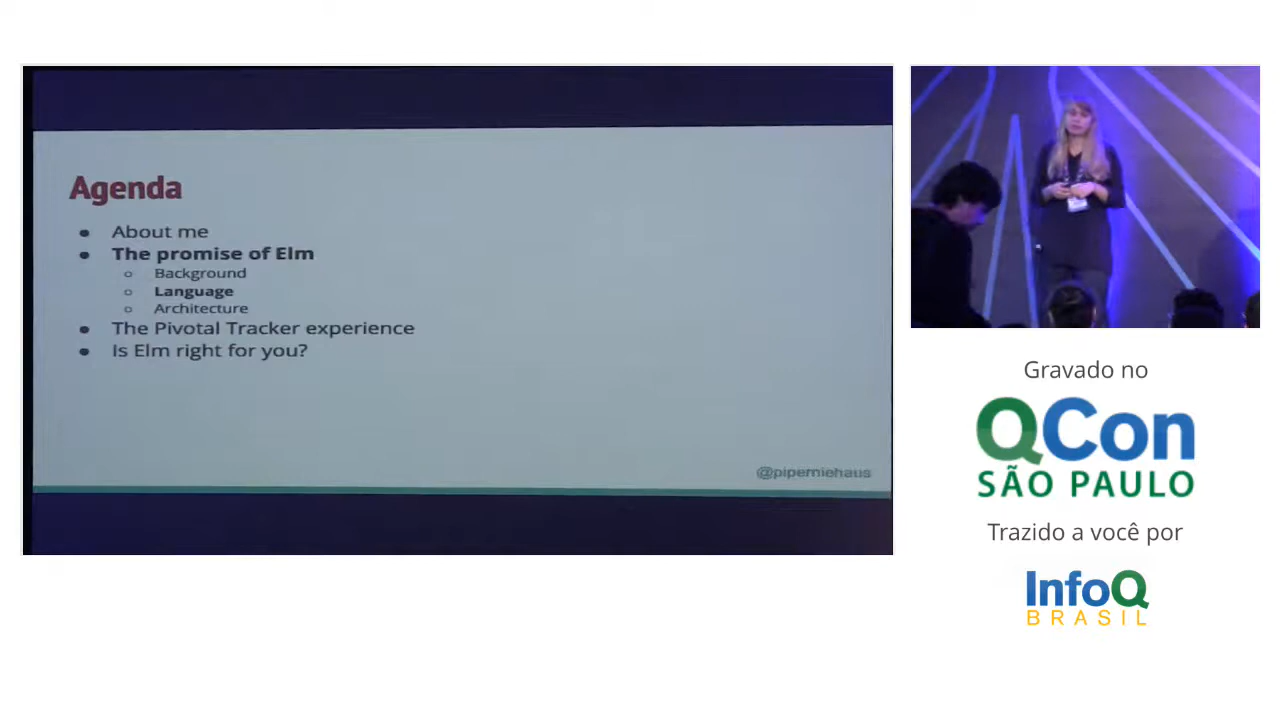 Agenda
About me
The promise of Elm
Background
Language
Architecture
The Pivotal Tracker experience
Is Elm right for you?
@piperniehaus
Gravado no
QCon
SÃO PAULO
Trazido a você por
InfoQ
BRASIL